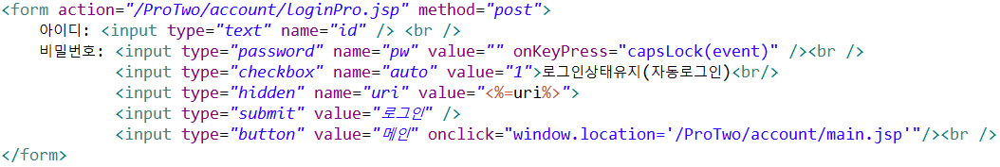 <form action="/ProTwo/account/loginPro.jsp" method="post">
아이디: <input type="text" name="id" /> <br />
비밀번호: <input type="password" name="pw" value="" onKeyPress="capsLock(event)" /><br />
<input type="checkbox" name="auto" value="1">로그인상태유지(자동로그인)<br/>
<input type="hidden" name="uri" value="<%=uri%>">
<input type="submit" value="로그인" />
<input type="button" value="메인" onclick="window.location='/ProTwo/account/main.jsp'"/><br />
</form>